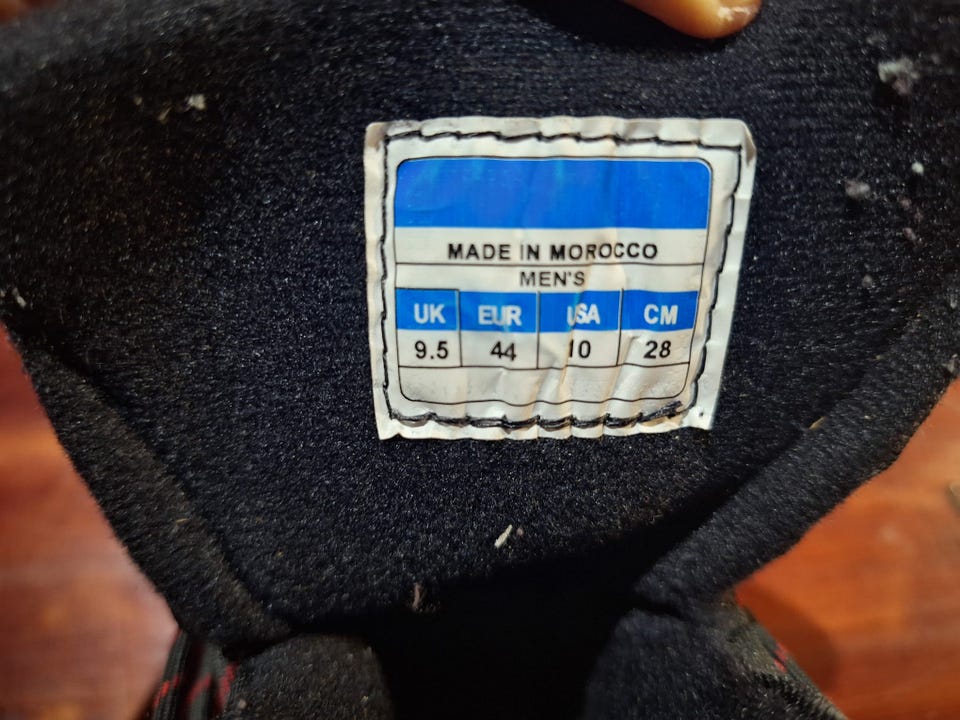 MADE IN MOROCCO
MEN'S
UK EUR USA CM
9.5 44 10 28